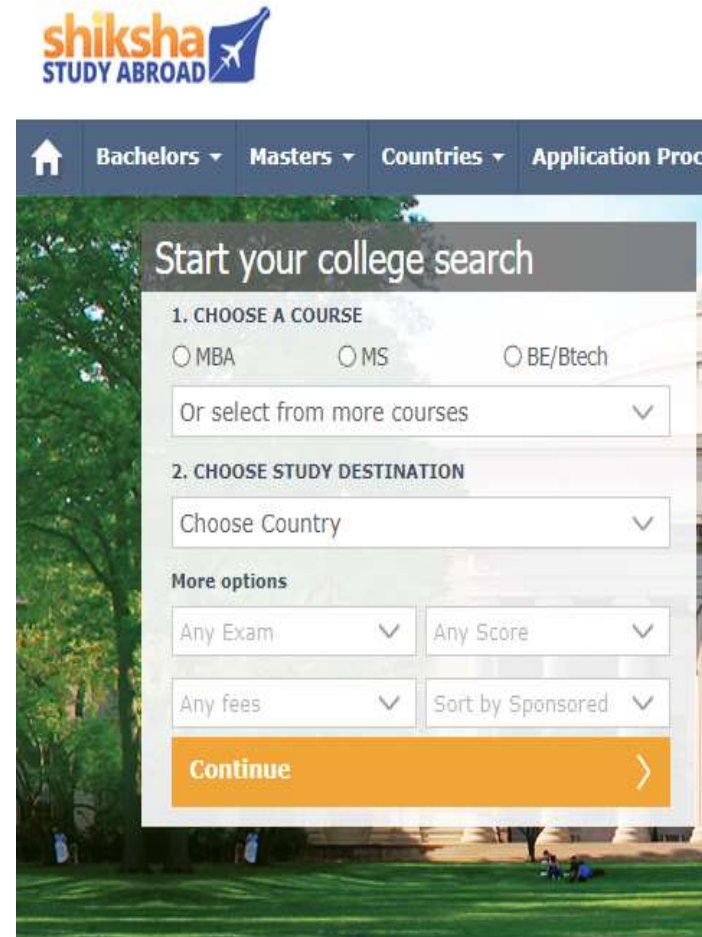 shiksha
STUDY ABROAD
Bachelors Masters Countries Application Proc
Start your college search
1. CHOOSE A COURSE
MBA MS BE/Btech
Or select from more courses
2. CHOOSE STUDY DESTINATION
Choose Country
More options
Any Exam Any Score
Any fees Sort by Sponsored
Continue